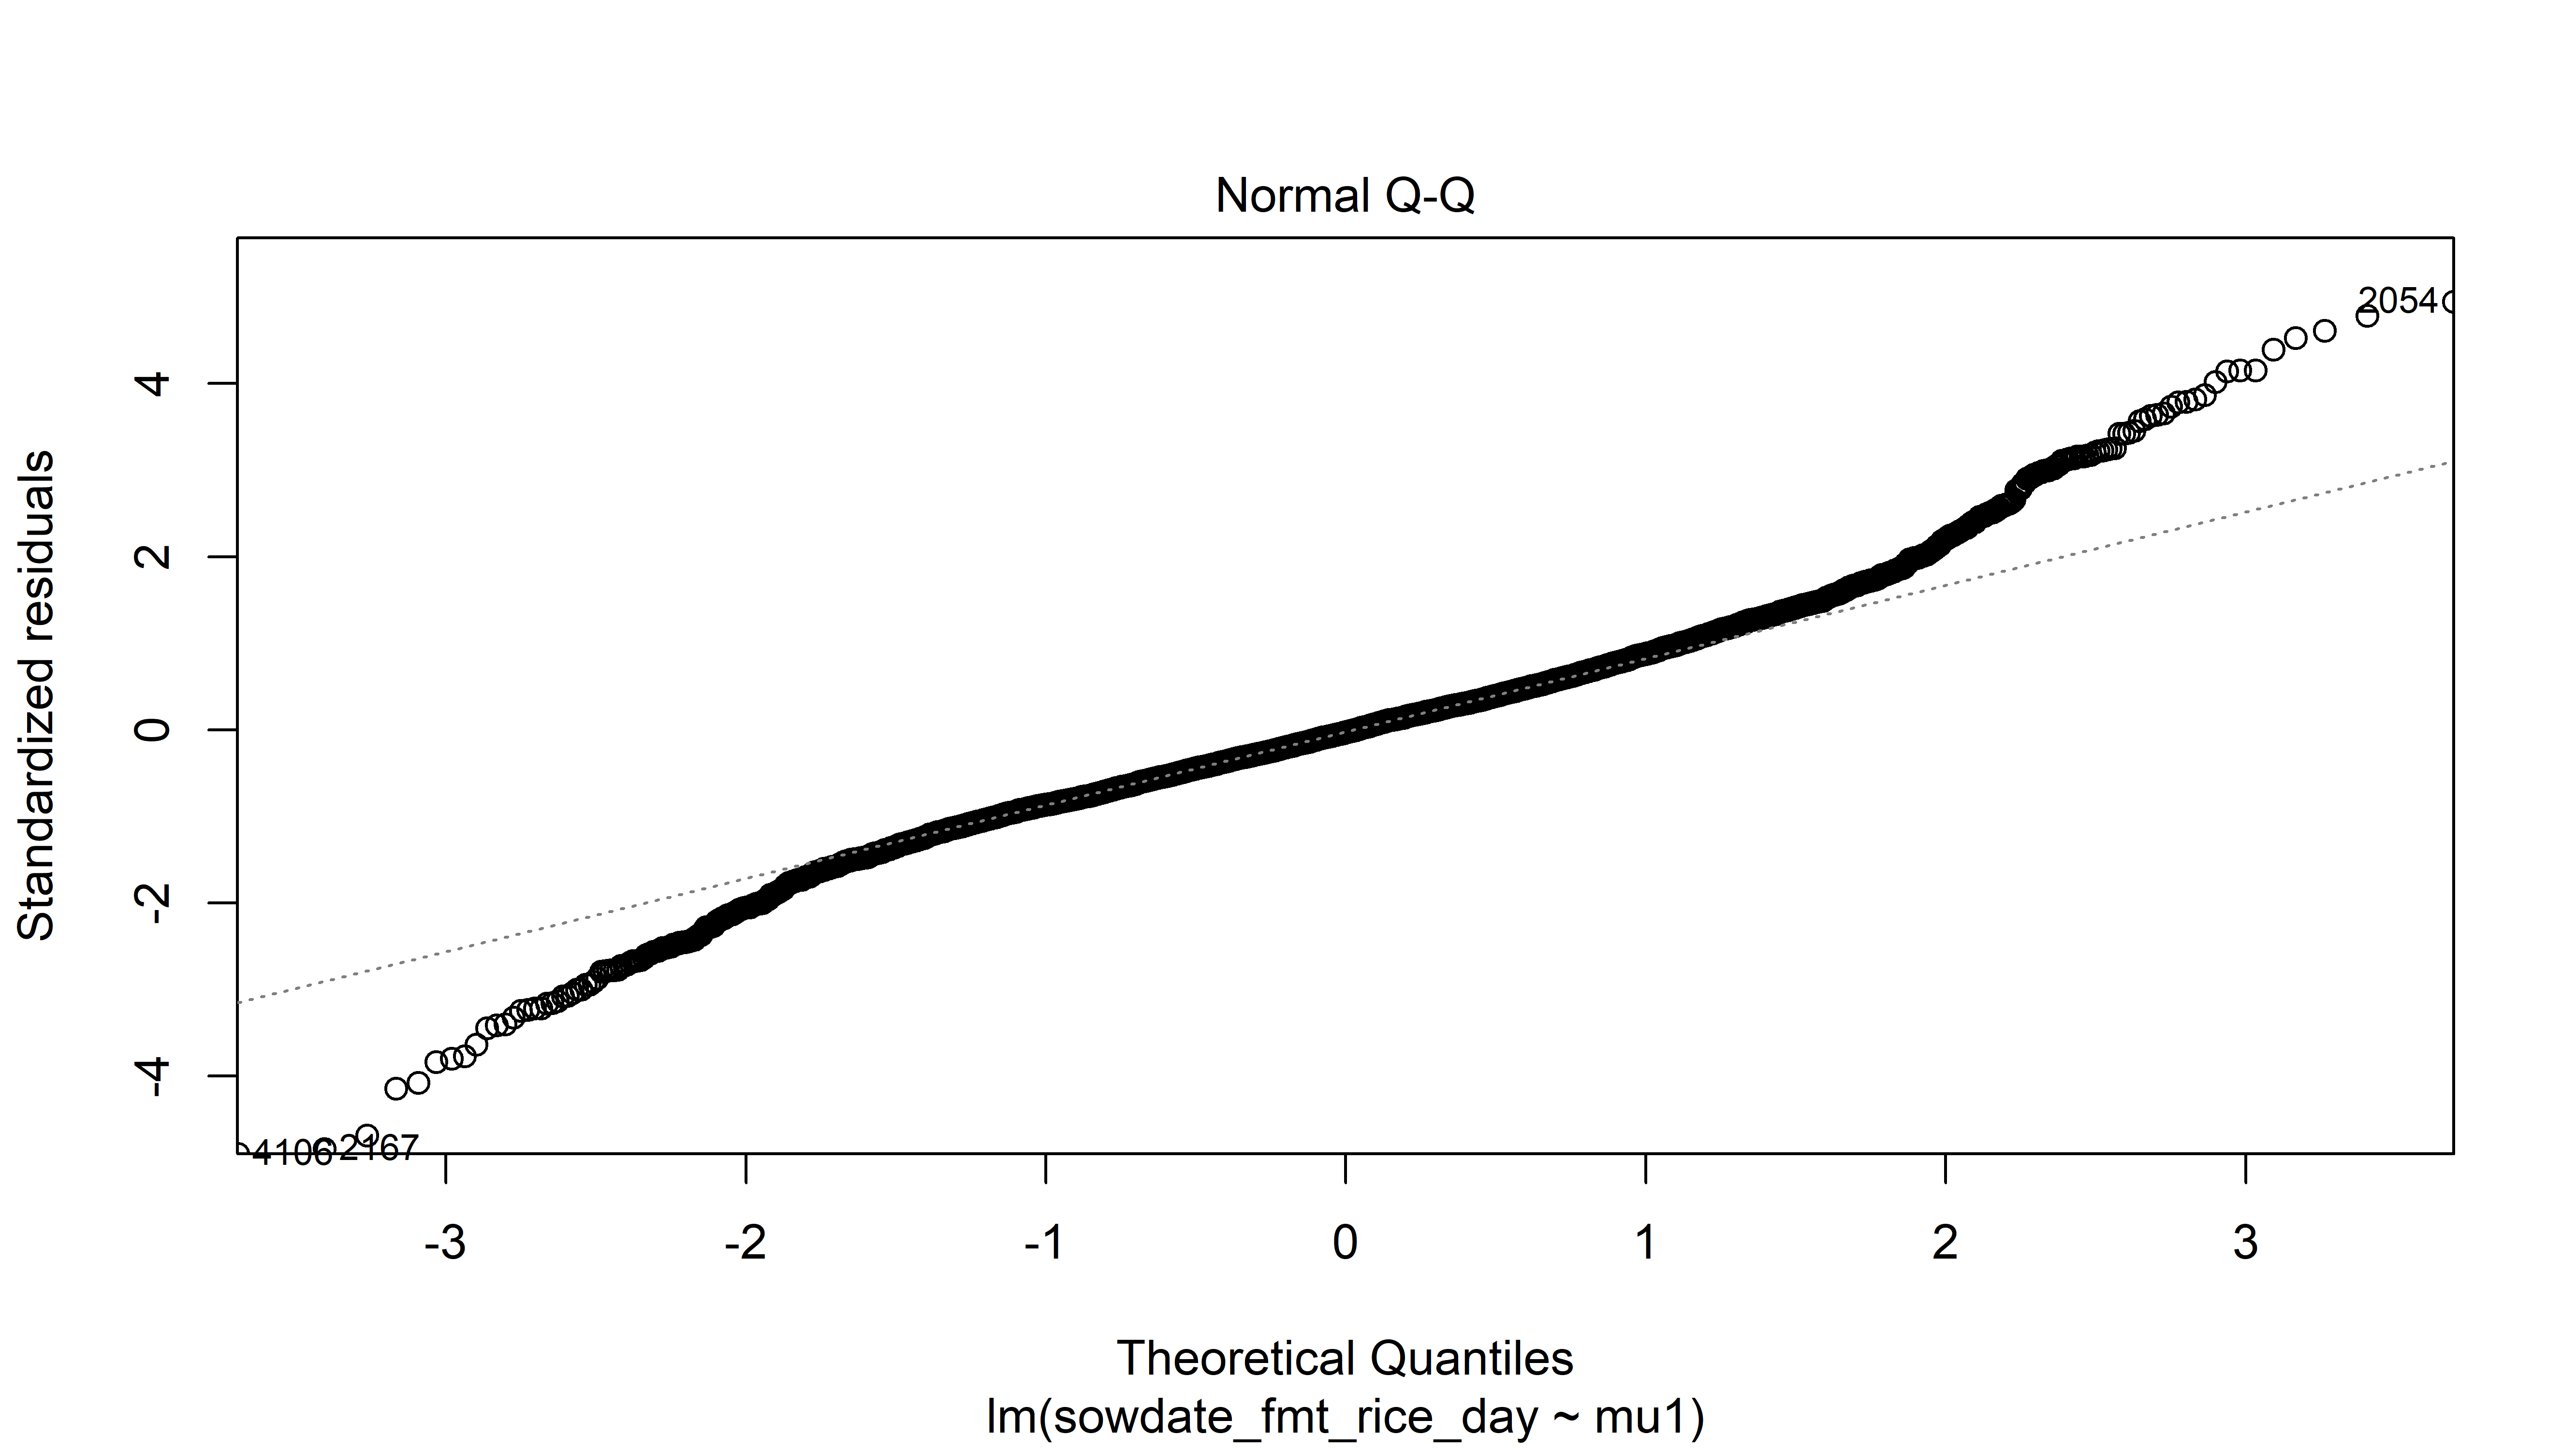 Normal Q-Q
Standardized residuals
4
2
0
-2
-4
2054
4106
2167
-3 -2 -1 0 1 2 3
Theoretical Quantiles
lm(sowdate_fmt_rice_day ~ mu1)